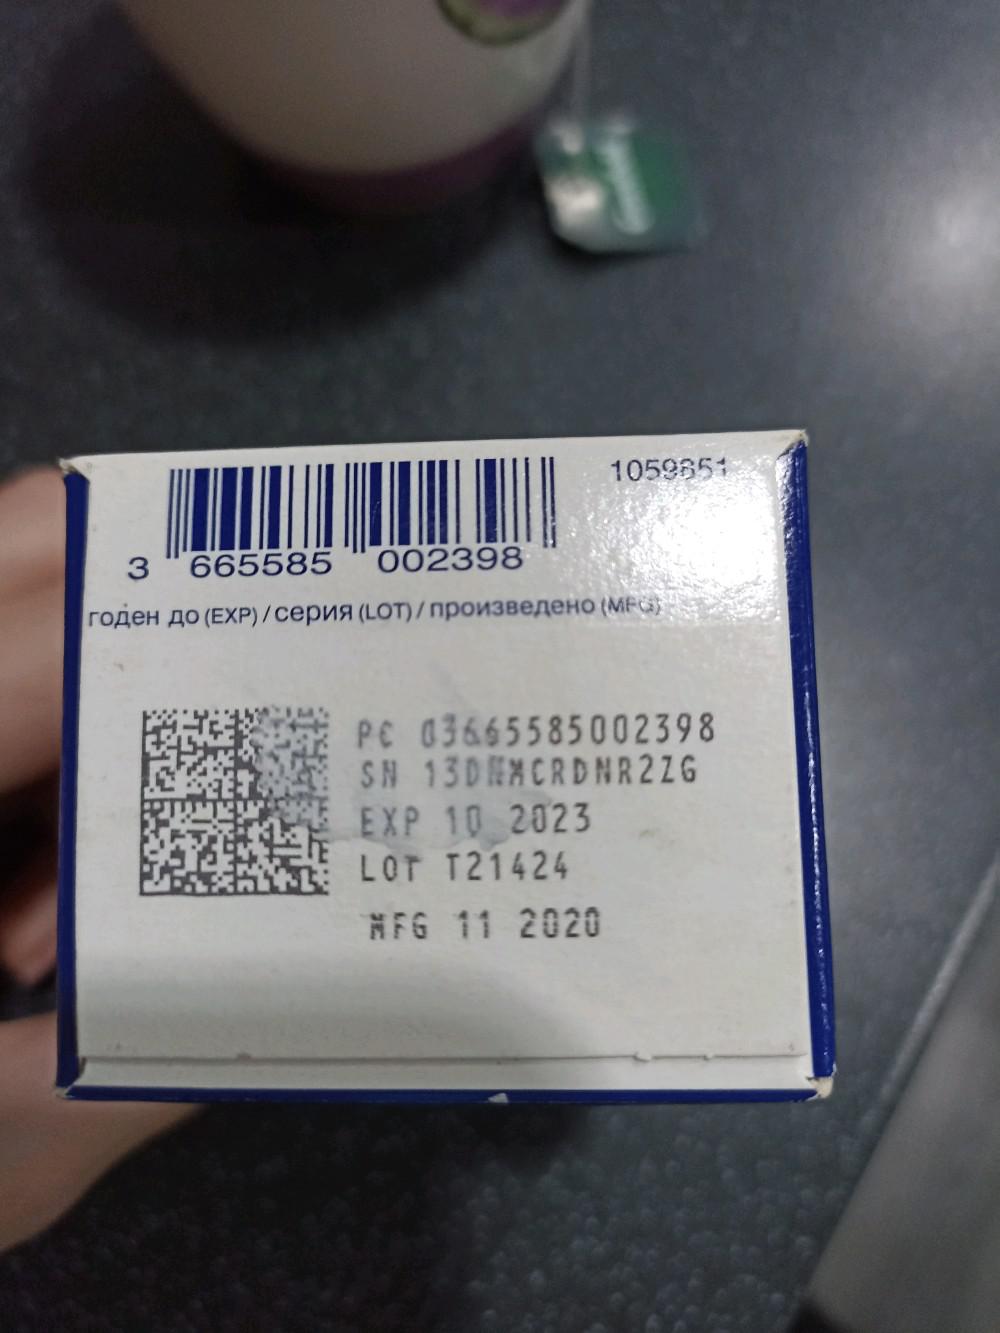 1059851
3 665585 002398
годен до (EXP) / серия (LOT) / произведено (MFG)
PC 03665585002398
SN 13DNMCRDNR2ZG
EXP 10 2023
LOT T21424
MFG 11 2020